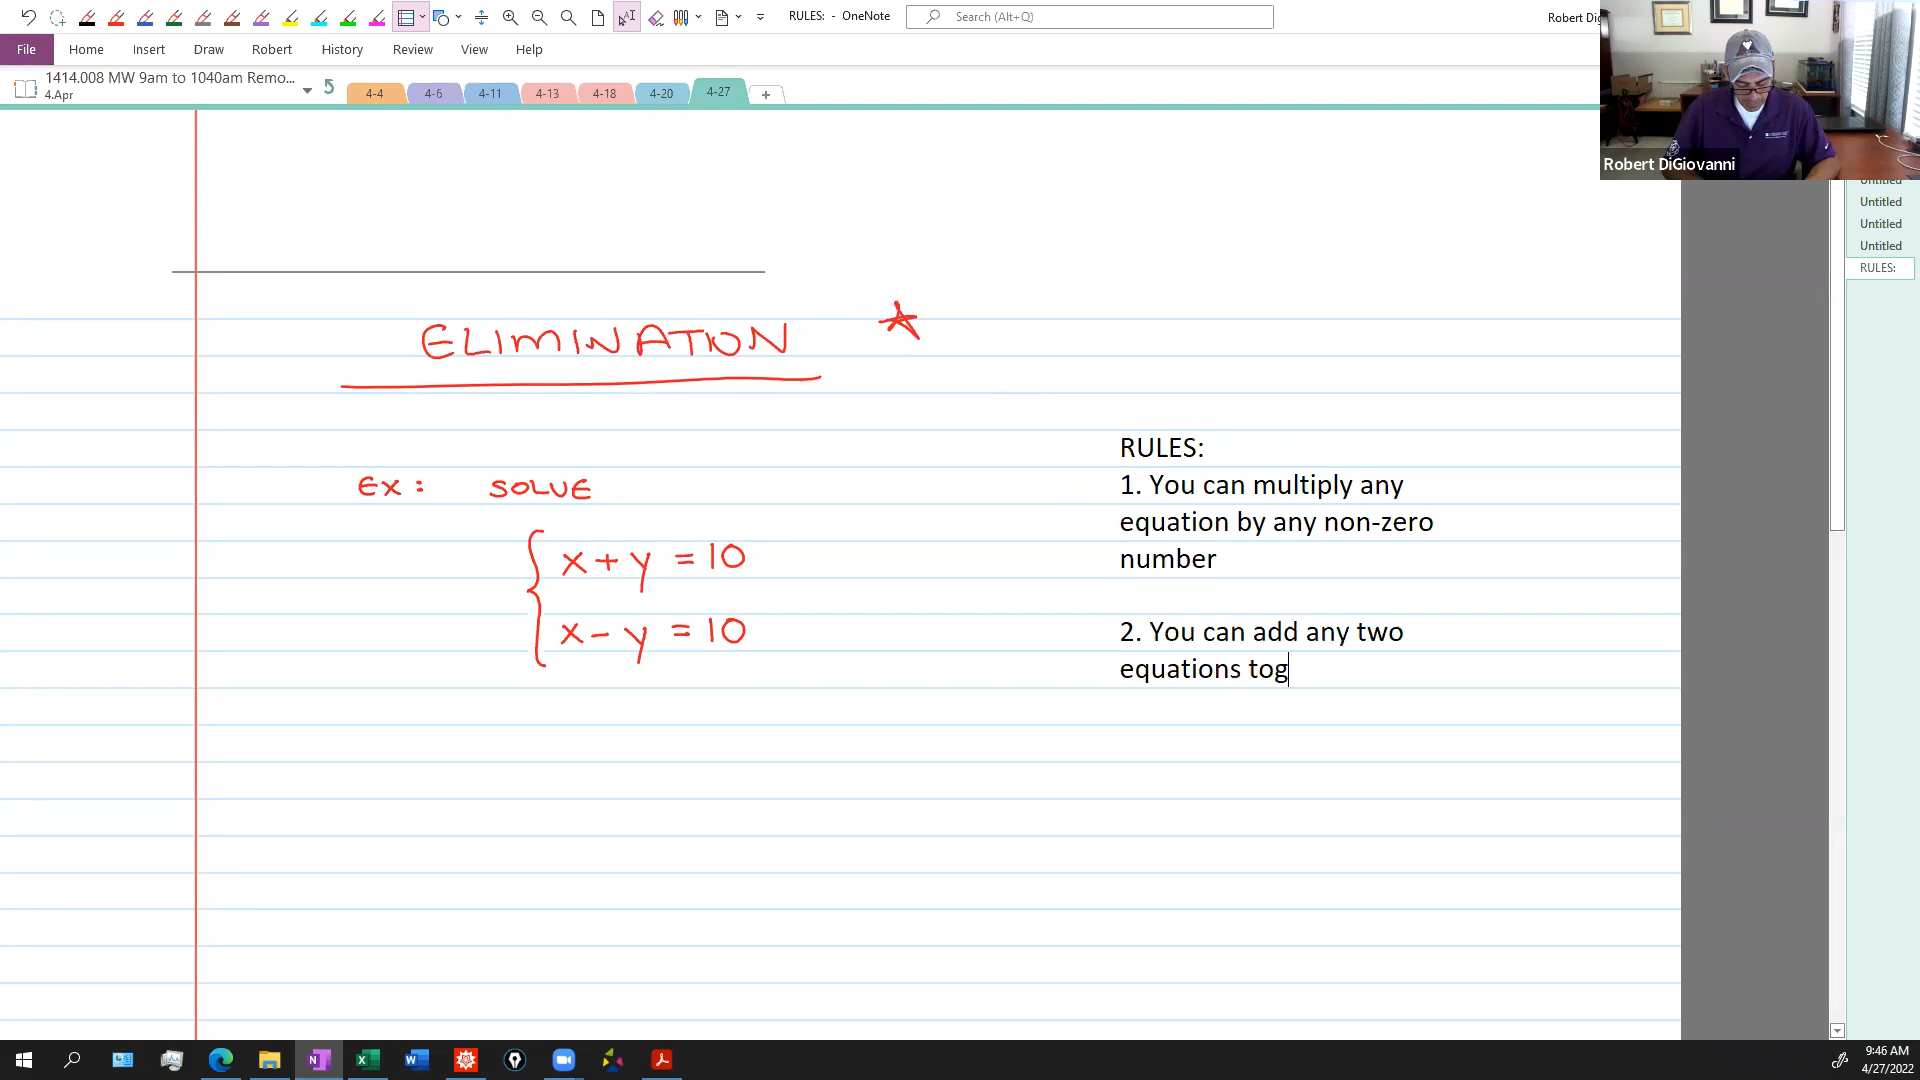 RULES: - OneNote
Search (Alt+Q)
File
Home
Insert
Draw
Robert
History
Review
View
Help
1414.008 MW 9am to 1040am Remo...
4.Apr
4-4
4-6
4-11
4-13
4-18
4-20
4-27
Robert DiGiovanni
Untitled
Untitled
Untitled
Untitled
RULES:
ELIMINATION
EX: SOLVE
x + y = 10
x - y = 10
RULES:
1. You can multiply any
equation by any non-zero
number
2. You can add any two
equations tog
9:46 AM
4/27/2022